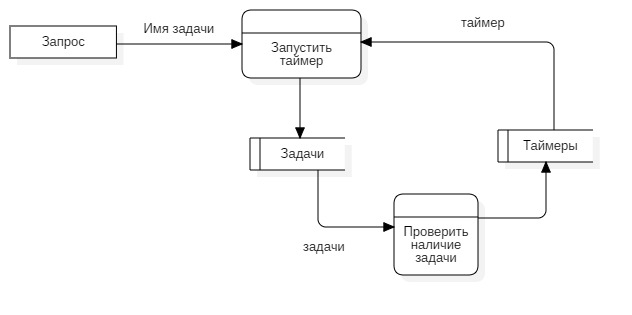 таймер
Имя задачи
Запрос
Запустить
таймер
Задачи
Таймеры
Проверить
наличие
задачи
задачи